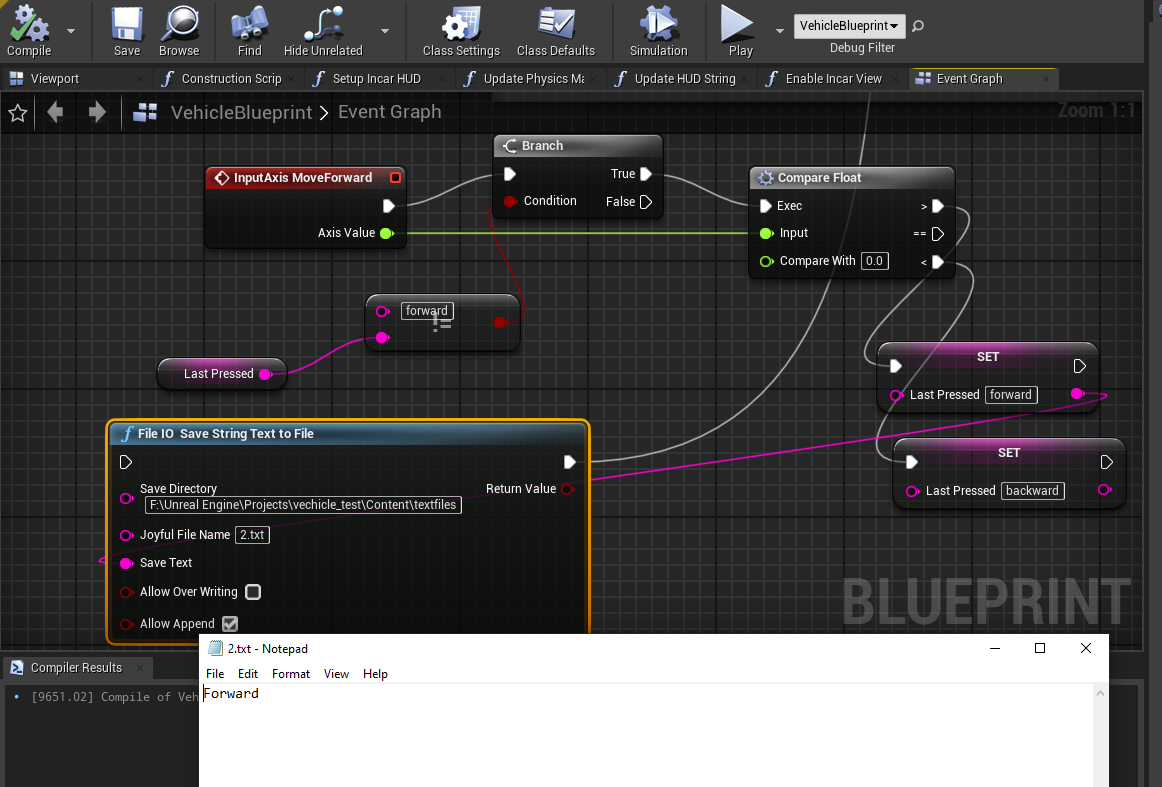 Compile
Save
Browse
Find
Hide Unrelated
Class Settings
Class Defaults
Simulation
Play
VehicleBlueprint
Debug Filter
Viewport
Construction Scrip
Setup Incar HUD
Update Physics Ma
Update HUD String
Enable Incar View
Event Graph
VehicleBlueprint > Event Graph
Zoom 1:1
Branch
True
Condition
False
InputAxis MoveForward
Axis Value
Compare Float
Exec
>
Input
==
Compare With 0.0
<
forward
!=
Last Pressed
SET
Last Pressed forward
SET
Last Pressed backward
File IO Save String Text to File
Save Directory
Return Value
F:\Unreal Engine\Projects\vechicle_test\Content\textfiles
Joyful File Name 2.txt
Save Text
Allow Over Writing
Allow Append
BLUEPRINT
Compiler Results
[9651.02] Compile of Veh
2.txt - Notepad
File Edit Format View Help
Forward